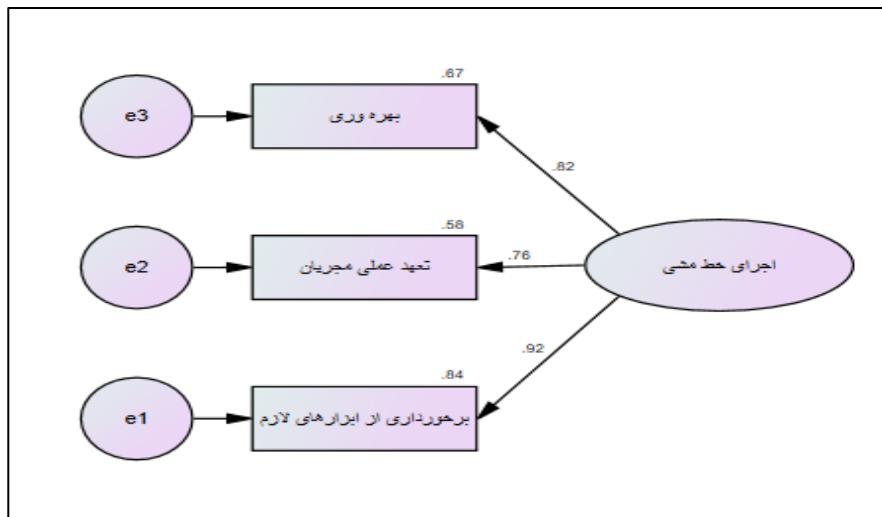 .67
e3
بهره وری
.82
.58
e2
تعهد عملی مجریان
.76
اجرای خط مشی
.92
.84
e1
برخورداری از ابزارهای لازم